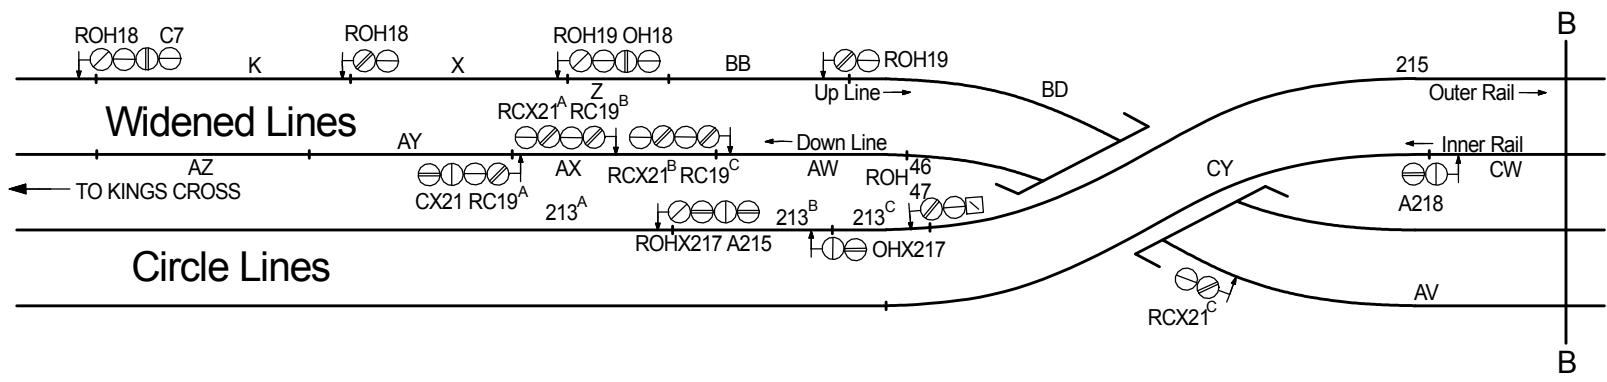 B
ROH18 C7
ROH18
ROH19 OH18
ROH19
K
X
Z
BB
BD
215
Up Line
Outer Rail
Widened Lines
RCX21A RC19B
AY
Down Line
Inner Rail
AZ
AX
RCX21B RC19C
AW
46
ROH
47
CY
CW
TO KINGS CROSS
CX21 RC19A
A218
213A
213B
213C
ROHX217 A215
OHX217
Circle Lines
RCX21C
AV
B